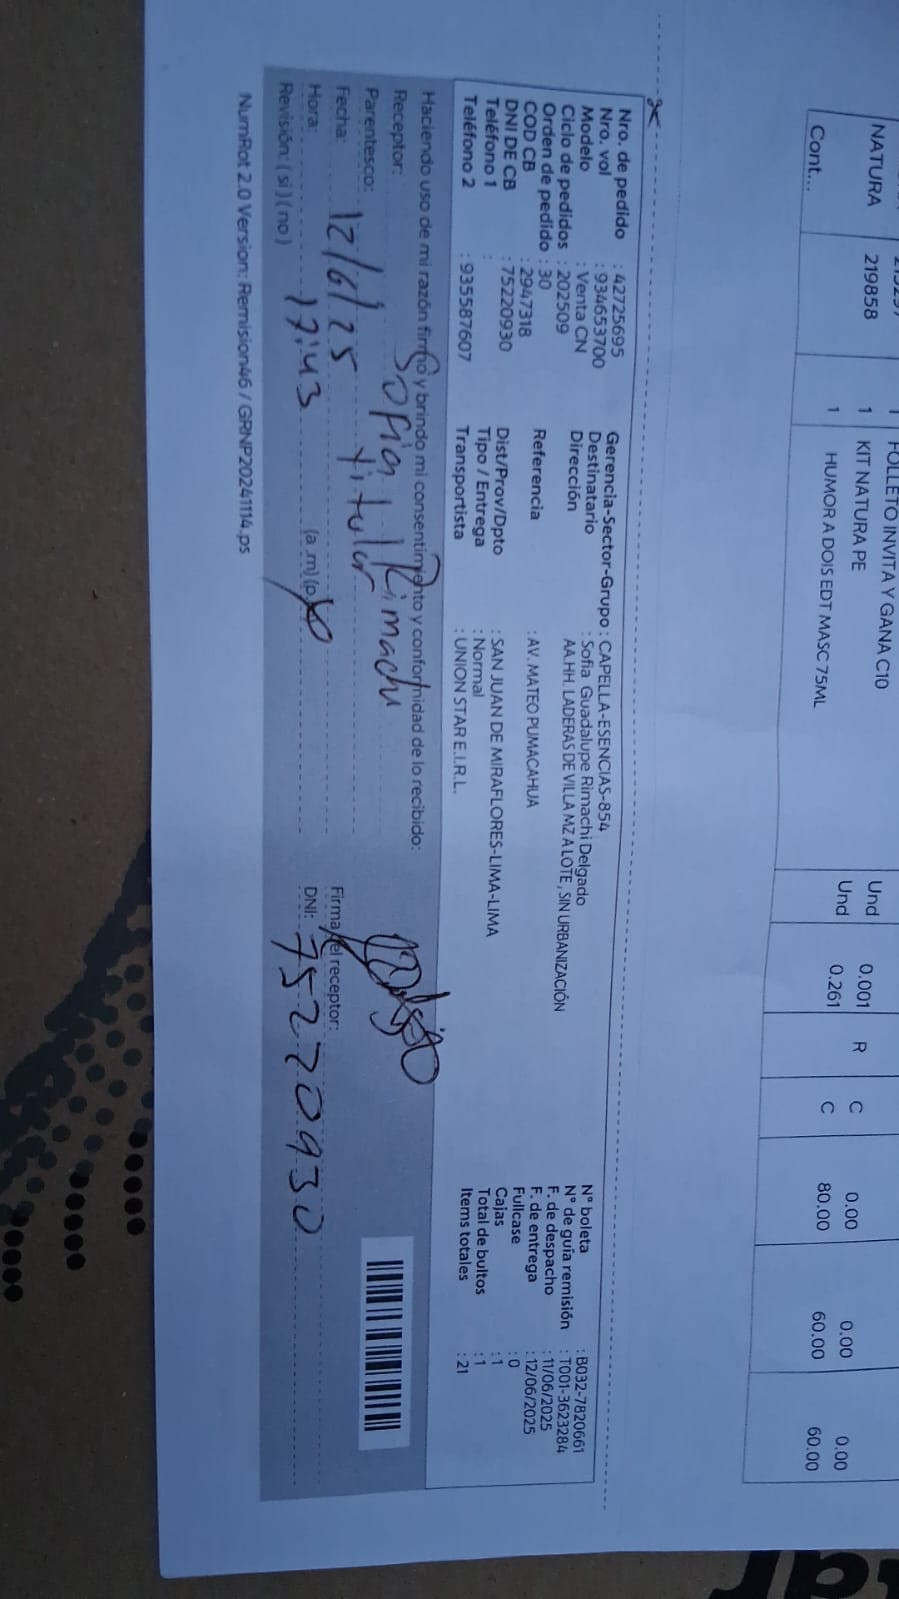 FOLLETO INVITA Y GANA C10
NATURA 219858 1 KIT NATURA PE Und 0.001 R C 0.00 0.00 0.00
Cont... 1 HUMOR A DOIS EDT MASC 75ML Und 0.261 C 80.00 60.00 60.00
Nro. de pedido : 42725695 Gerencia-Sector-Grupo : CAPELLA-ESENCIAS-854 N° boleta : B032-7820661
Nro. vol : 934653700 Destinatario : Sofia Guadalupe Rimachi Delgado N° de guía remisión : T001-3623284
Modelo : Venta CN Dirección AA.HH. LADERAS DE VILLA MZ A LOTE , SIN URBANIZACIÓN F. de despacho : 11/06/2025
Ciclo de pedidos : 202509 F. de entrega : 12/06/2025
Orden de pedido : 30 Referencia : AV. MATEO PUMACAHUA Fullcase : 0
COD CB : 2947318 Cajas : 1
DNI DE CB : 75220930 Dist/Prov/Dpto : SAN JUAN DE MIRAFLORES-LIMA-LIMA Total de bultos : 1
Teléfono 1 : Tipo / Entrega : Normal Items totales : 21
Teléfono 2 : 935587607 Transportista : UNION STAR E.I.R.L.
Haciendo uso de mi razón firmo y brindo mi consentimiento y conformidad de lo recibido:
Receptor: Sofia Rimachi
Parentesco: titular
Fecha: 12/6/25 Firma del receptor:
Hora: 17:43 (a .m) (p. DNI: 75220930
Revisión: ( si ) ( no )
NumRot 2.0 Version: Remision46 / GRNP20241114.ps